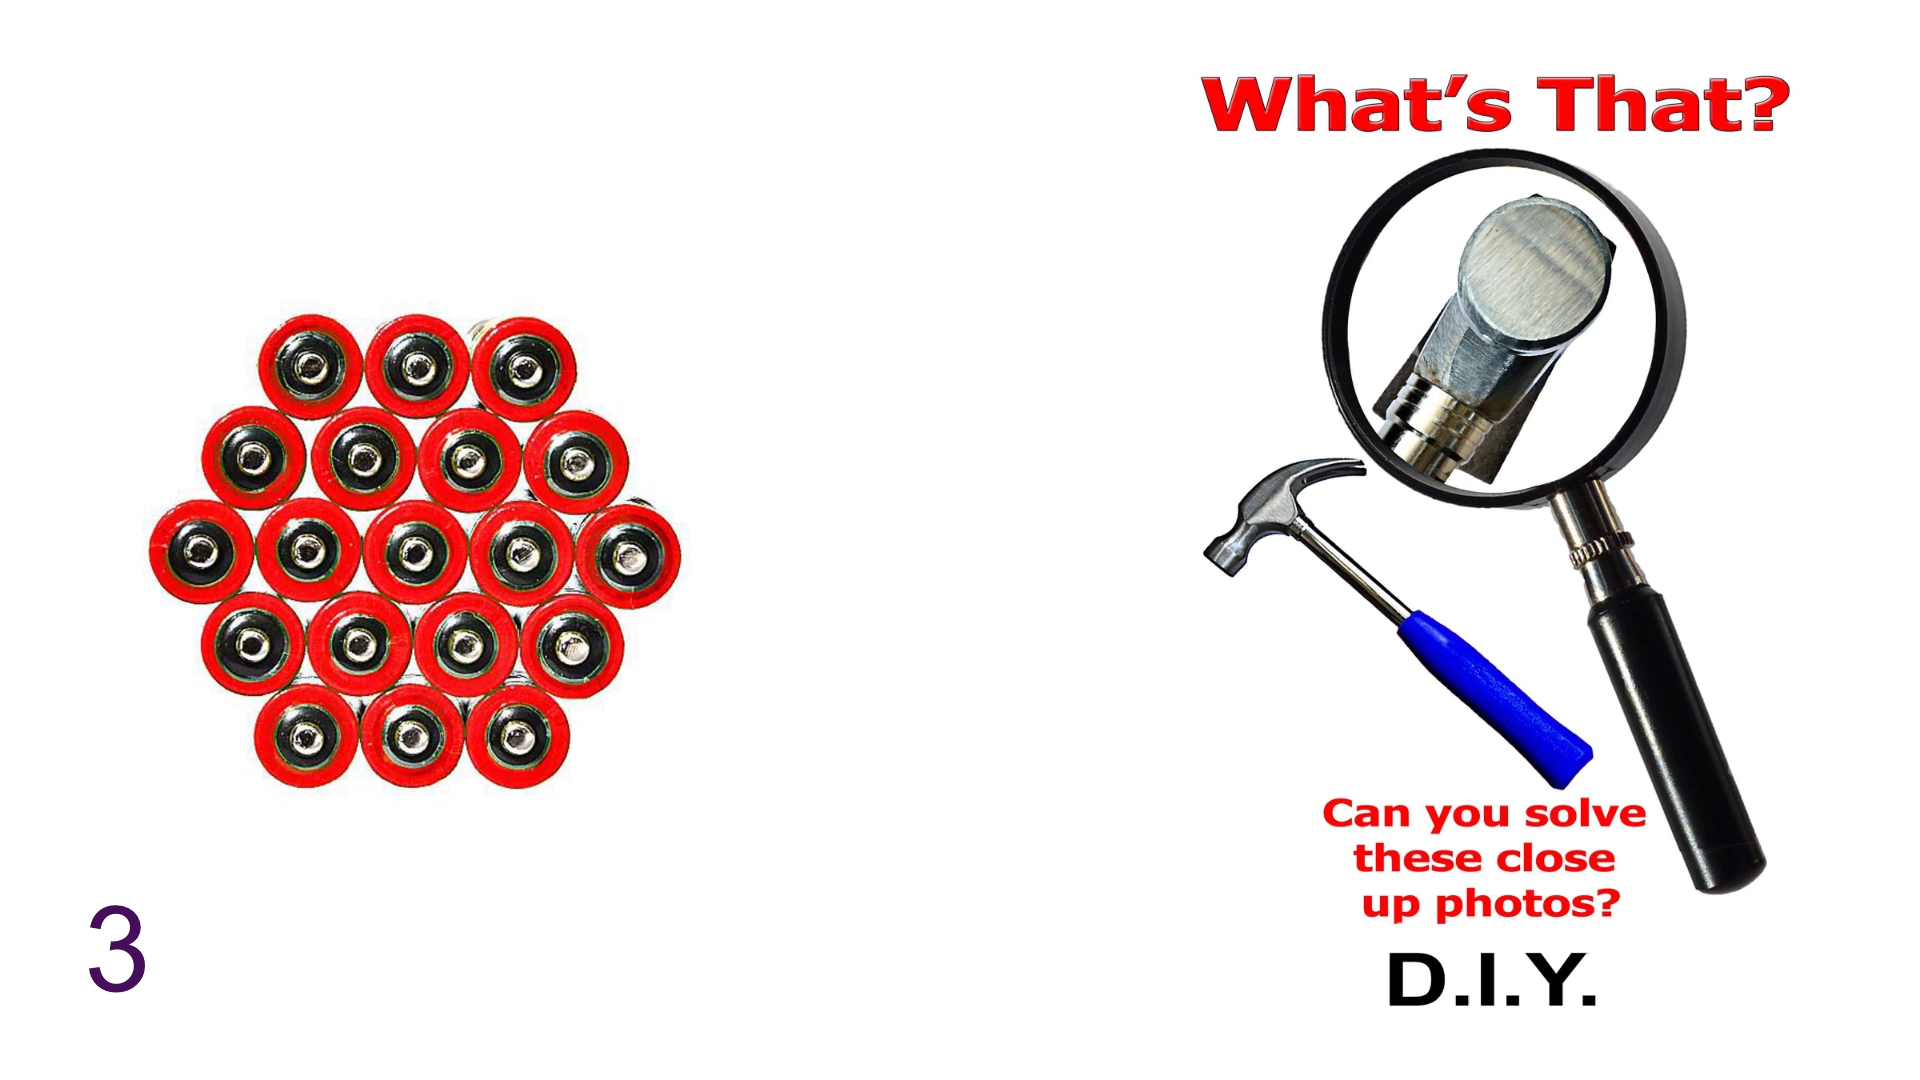 What's That?
Can you solve
these close
up photos?
D.I.Y.
3